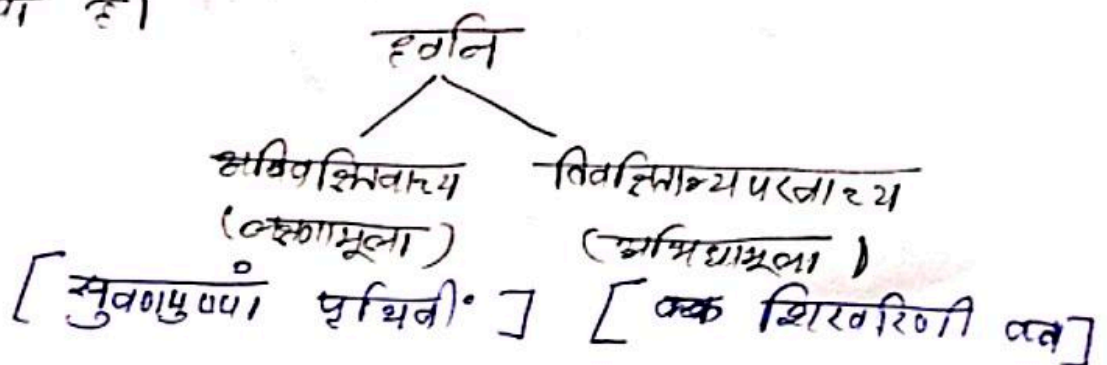 है।
ध्वनि
अविवक्षितवाच्य विवक्षितान्यपरवाच्य
(लक्षणामूला) (अभिधामूला)
[सुवर्णपुष्पां पृथिवीं॰] [शिखरिणी क्व]